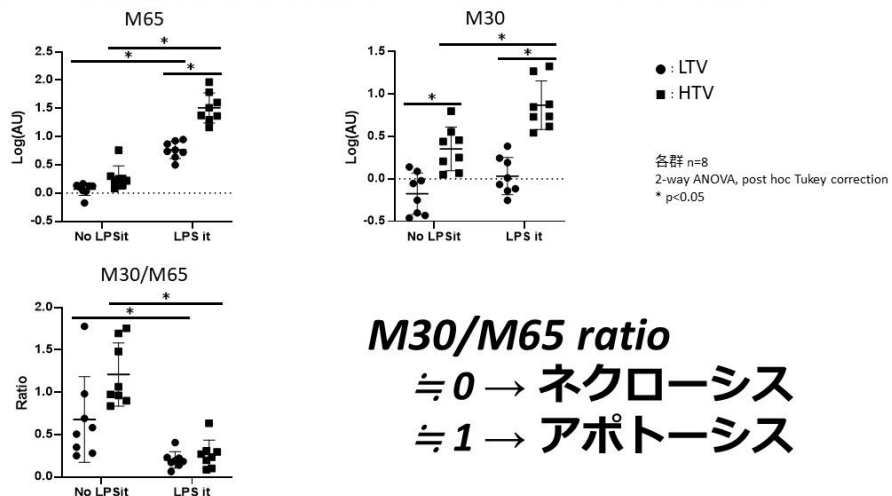 M65
*
*
*
Log(AU)
2.5
2.0
1.5
1.0
0.5
0.0
-0.5
No LPSit
LPS it
M30
*
*
*
Log(AU)
1.5
1.0
0.5
0.0
-0.5
No LPSit
LPS it
● : LTV
■ : HTV
各群 n=8
2-way ANOVA, post hoc Tukey correction
* p<0.05
M30/M65
*
*
Ratio
2.0
1.5
1.0
0.5
0.0
No LPSit
LPS it
M30/M65 ratio
≒ 0 → ネクローシス
≒ 1 → アポトーシス